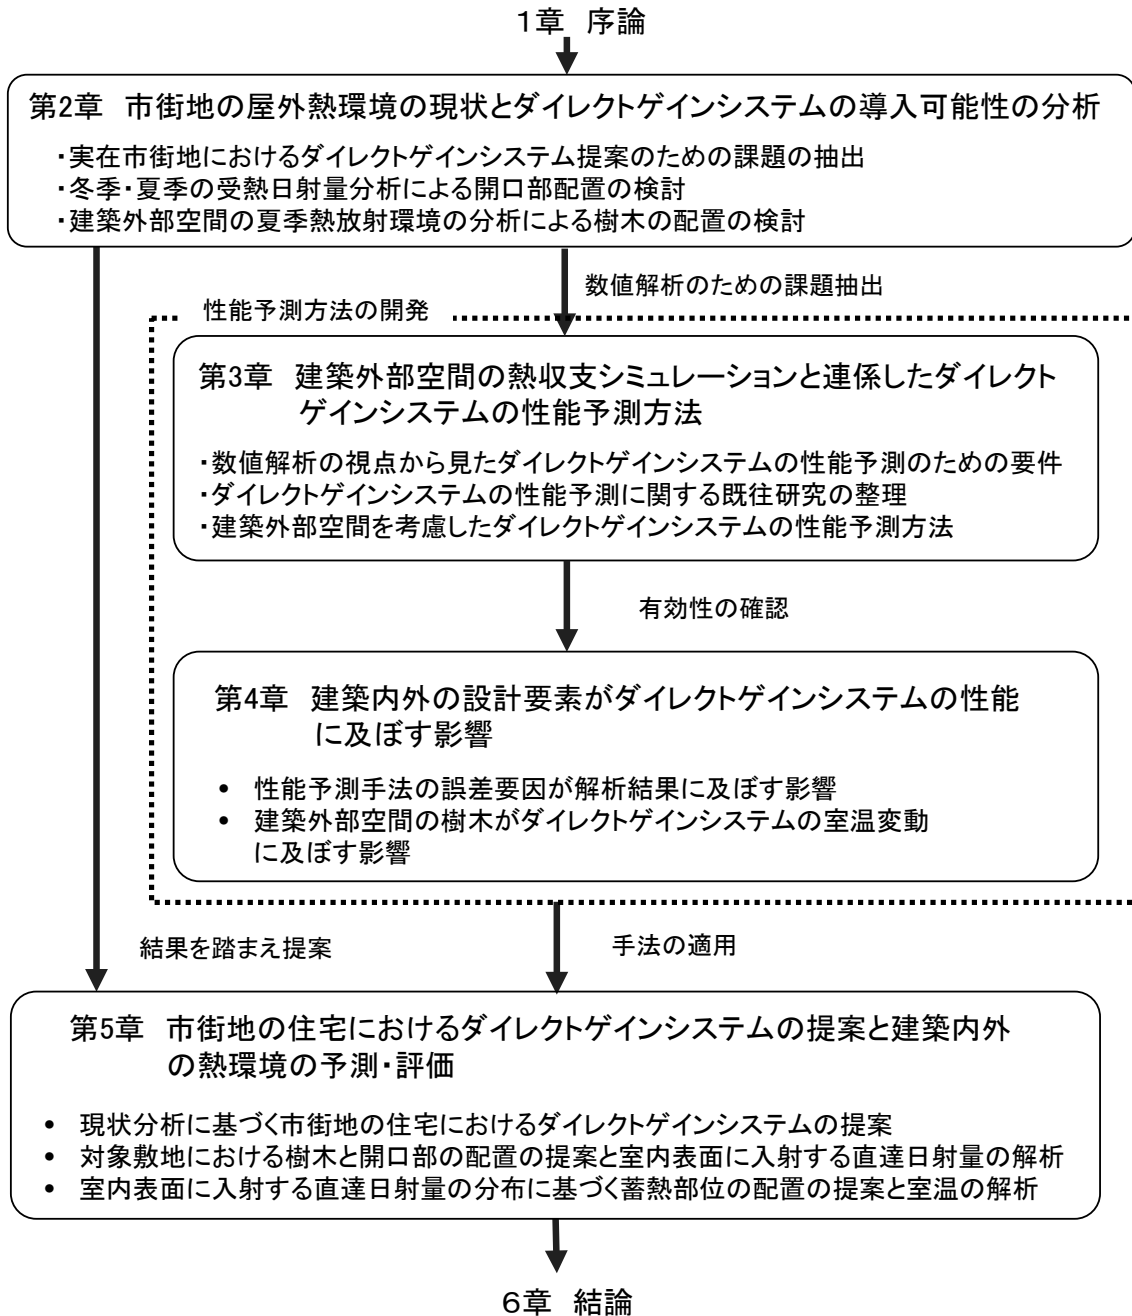 1章 序論
第2章 市街地の屋外熱環境の現状とダイレクトゲインシステムの導入可能性の分析
・実在市街地におけるダイレクトゲインシステム提案のための課題の抽出
・冬季・夏季の受熱日射量分析による開口部配置の検討
・建築外部空間の夏季熱放射環境の分析による樹木の配置の検討
数値解析のための課題抽出
性能予測方法の開発
第3章 建築外部空間の熱収支シミュレーションと連係したダイレクト
ゲインシステムの性能予測方法
・数値解析の視点から見たダイレクトゲインシステムの性能予測のための要件
・ダイレクトゲインシステムの性能予測に関する既往研究の整理
・建築外部空間を考慮したダイレクトゲインシステムの性能予測方法
有効性の確認
第4章 建築内外の設計要素がダイレクトゲインシステムの性能
に及ぼす影響
• 性能予測手法の誤差要因が解析結果に及ぼす影響
• 建築外部空間の樹木がダイレクトゲインシステムの室温変動
に及ぼす影響
結果を踏まえ提案
手法の適用
第5章 市街地の住宅におけるダイレクトゲインシステムの提案と建築内外
の熱環境の予測・評価
• 現状分析に基づく市街地の住宅におけるダイレクトゲインシステムの提案
• 対象敷地における樹木と開口部の配置の提案と室内表面に入射する直達日射量の解析
• 室内表面に入射する直達日射量の分布に基づく蓄熱部位の配置の提案と室温の解析
6章 結論